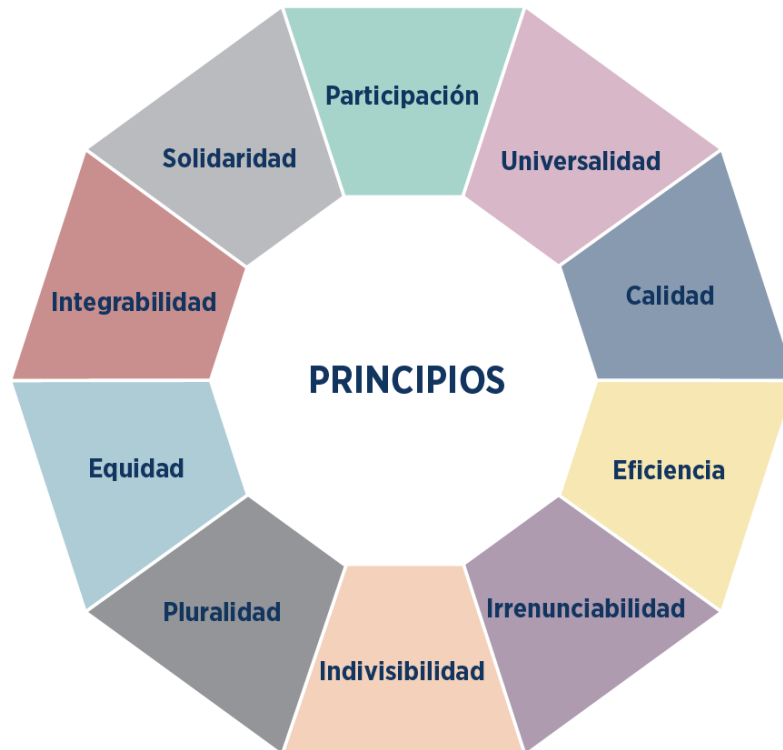 Participación
Universalidad
Calidad
Eficiencia
Irrenunciabilidad
Indivisibilidad
Pluralidad
Equidad
Integrabilidad
Solidaridad
PRINCIPIOS